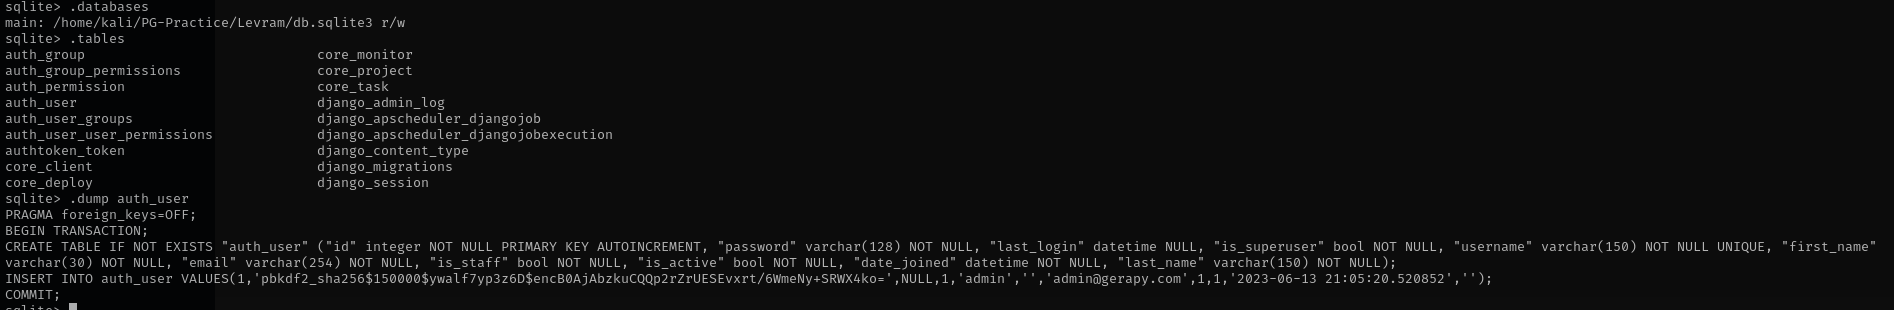 sqlite> .databases
main: /home/kali/PG-Practice/Levram/db.sqlite3 r/w
sqlite> .tables
auth_group                             core_monitor
auth_group_permissions                 core_project
auth_permission                        core_task
auth_user                              django_admin_log
auth_user_groups                       django_apscheduler_djangojob
auth_user_user_permissions             django_apscheduler_djangojobexecution
authtoken_token                        django_content_type
core_client                            django_migrations
core_deploy                            django_session
sqlite> .dump auth_user
PRAGMA foreign_keys=OFF;
BEGIN TRANSACTION;
CREATE TABLE IF NOT EXISTS "auth_user" ("id" integer NOT NULL PRIMARY KEY AUTOINCREMENT, "password" varchar(128) NOT NULL, "last_login" datetime NULL, "is_superuser" bool NOT NULL, "username" varchar(150) NOT NULL UNIQUE, "first_name"
varchar(30) NOT NULL, "email" varchar(254) NOT NULL, "is_staff" bool NOT NULL, "is_active" bool NOT NULL, "date_joined" datetime NOT NULL, "last_name" varchar(150) NOT NULL);
INSERT INTO auth_user VALUES(1,'pbkdf2_sha256$150000$ywalf7yp3z6D$encB0AjAbzkuCQQp2rZrUESEvxrt/6WmeNy+SRWX4ko=',NULL,1,'admin','','admin@gerapy.com',1,1,'2023-06-13 21:05:20.520852','');
COMMIT;
sqlite>